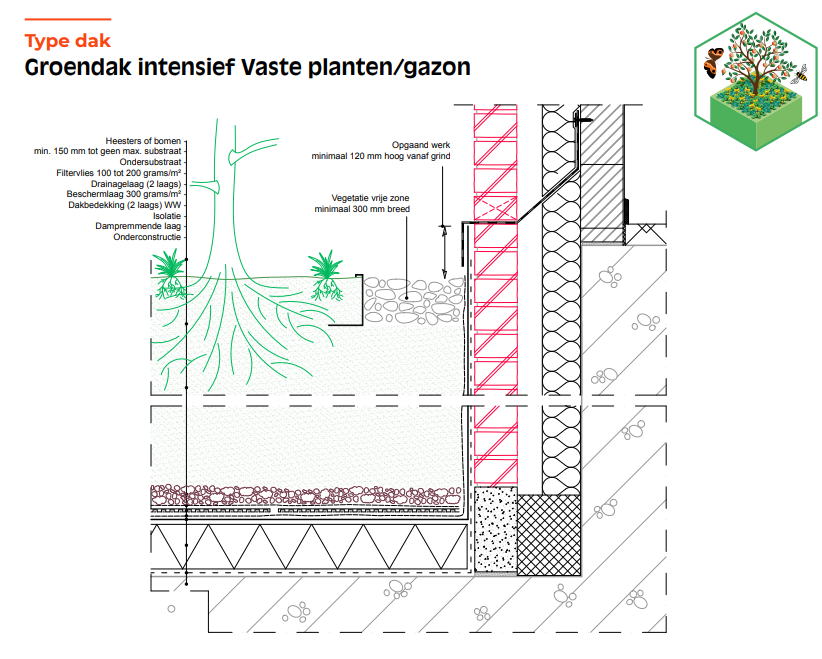 Type dak
Groendak intensief Vaste planten/gazon
Heesters of bomen
min. 150 mm tot geen max. substraat
Ondersubstraat
Filtervlies 100 tot 200 grams/m²
Drainagelaag (2 laags)
Beschermlaag 300 grams/m²
Dakbedekking (2 laags) WW
Isolatie
Dampremmende laag
Onderconstructie
Opgaand werk
minimaal 120 mm hoog vanaf grind
Vegetatie vrije zone
minimaal 300 mm breed